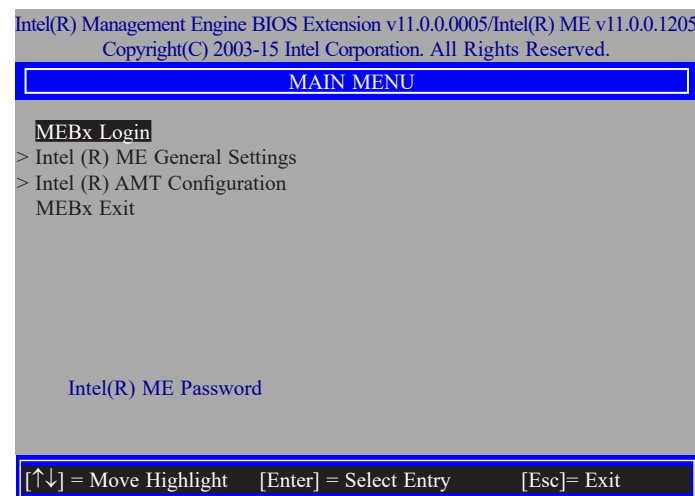 Intel(R) Management Engine BIOS Extension v11.0.0.0005/Intel(R) ME v11.0.0.1205
Copyright(C) 2003-15 Intel Corporation. All Rights Reserved.
MAIN MENU
MEBx Login
> Intel (R) ME General Settings
> Intel (R) AMT Configuration
MEBx Exit
Intel(R) ME Password
[↑↓] = Move Highlight [Enter] = Select Entry [Esc]= Exit